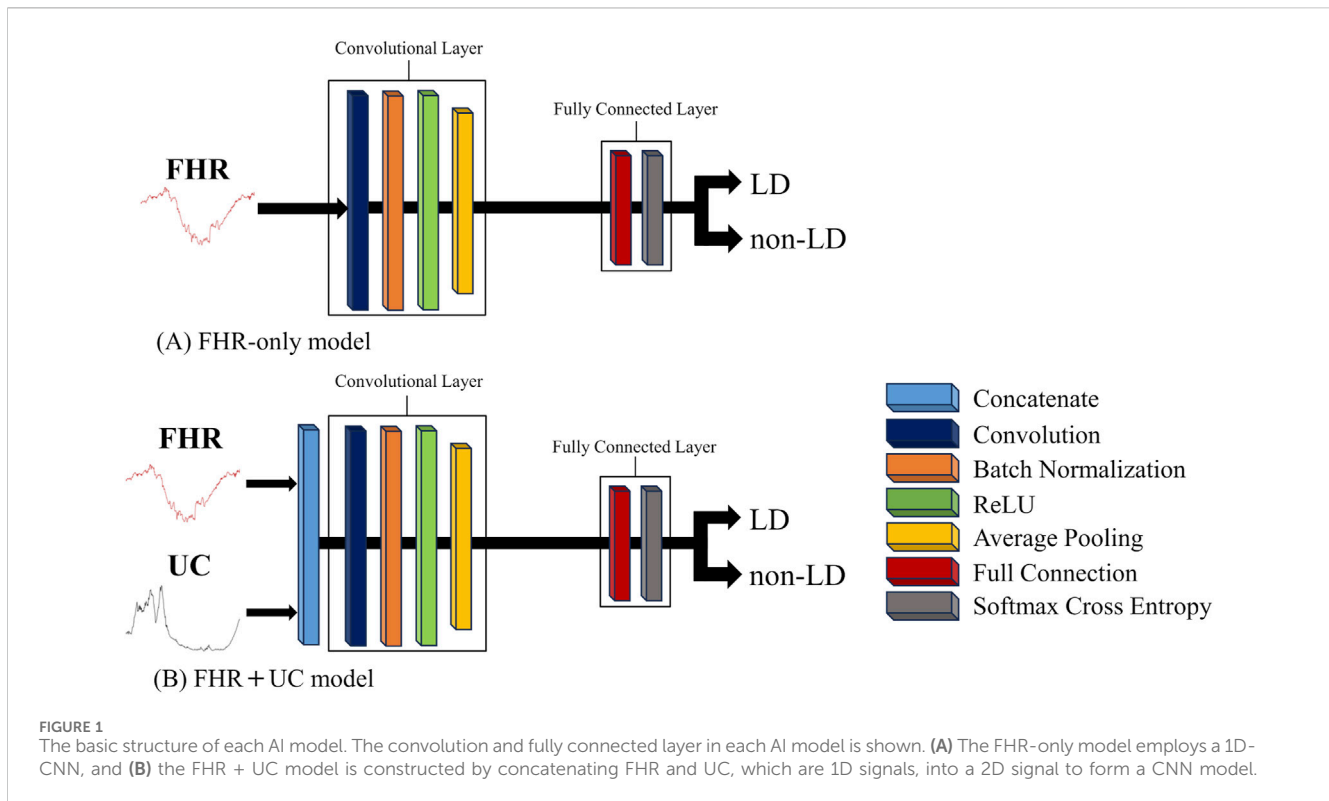 Convolutional Layer
Fully Connected Layer
FHR
LD
non-LD
(A) FHR-only model
Convolutional Layer
Fully Connected Layer
FHR
UC
LD
non-LD
(B) FHR + UC model
Concatenate
Convolution
Batch Normalization
ReLU
Average Pooling
Full Connection
Softmax Cross Entropy
FIGURE 1
The basic structure of each AI model. The convolution and fully connected layer in each AI model is shown. (A) The FHR-only model employs a 1D-
CNN, and (B) the FHR + UC model is constructed by concatenating FHR and UC, which are 1D signals, into a 2D signal to form a CNN model.